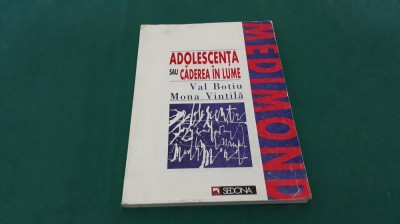 ADOLESCENȚA
SAU CĂDEREA ÎN LUME
Val Botiu
Mona Vintilă
SEDONA
MEDIMOND